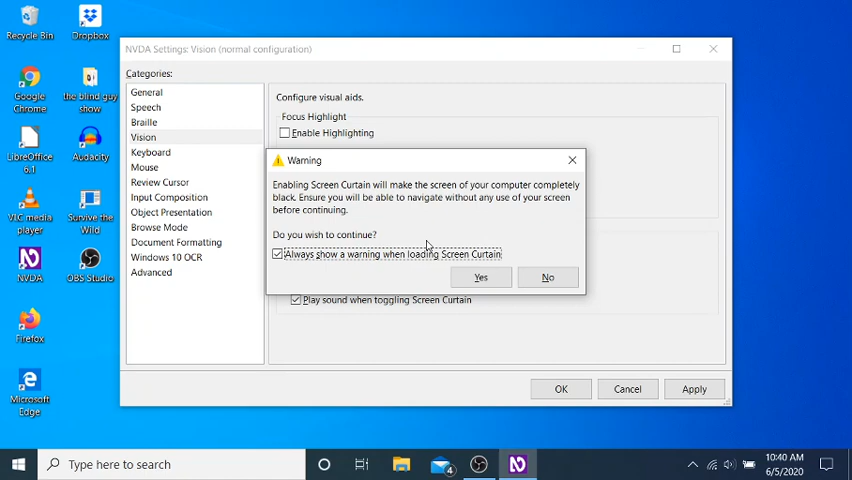 Recycle Bin
Dropbox
Google
Chrome
the blind guy
show
LibreOffice
6.1
Audacity
VLC media
player
Survive the
Wild
NVDA
OBS Studio
Firefox
Microsoft
Edge
NVDA Settings: Vision (normal configuration)
Categories:
General
Speech
Braille
Vision
Keyboard
Mouse
Review Cursor
Input Composition
Object Presentation
Browse Mode
Document Formatting
Windows 10 OCR
Advanced
Configure visual aids.
Focus Highlight
Enable Highlighting
Warning
Enabling Screen Curtain will make the screen of your computer completely
black. Ensure you will be able to navigate without any use of your screen
before continuing.
Do you wish to continue?
Always show a warning when loading Screen Curtain
Yes
No
Play sound when toggling Screen Curtain
OK
Cancel
Apply
Type here to search
4
10:40 AM
6/5/2020